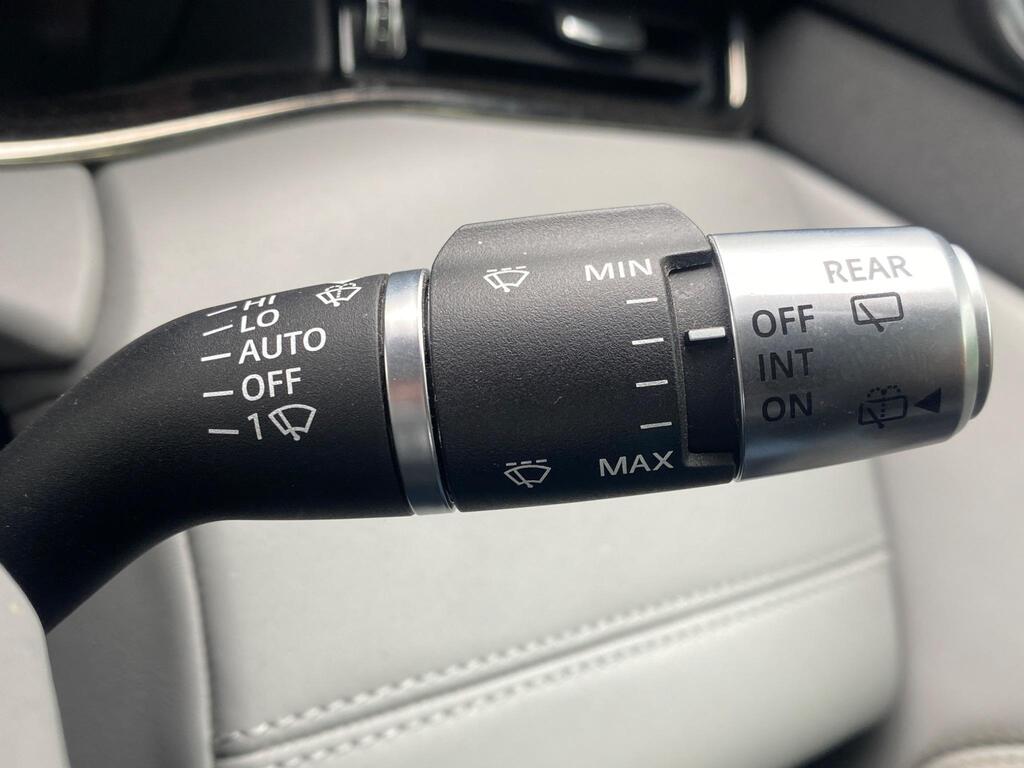 HI
LO
AUTO
OFF
1
MIN
MAX
REAR
OFF
INT
ON